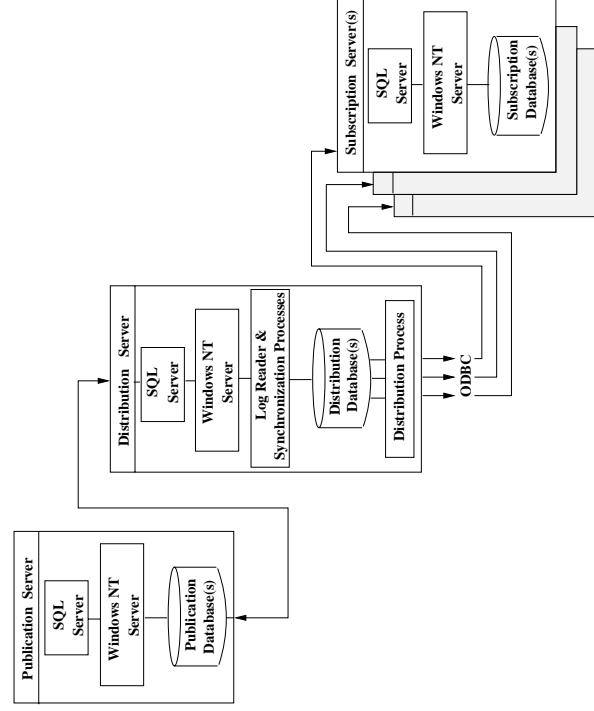 Publication Server
SQL
Server
Windows NT
Server
Publication
Database(s)
Distribution Server
SQL
Server
Windows NT
Server
Log Reader &
Synchronization Processes
Distribution
Database(s)
Distribution Process
ODBC
Subscription Server(s)
SQL
Server
Windows NT
Server
Subscription
Database(s)